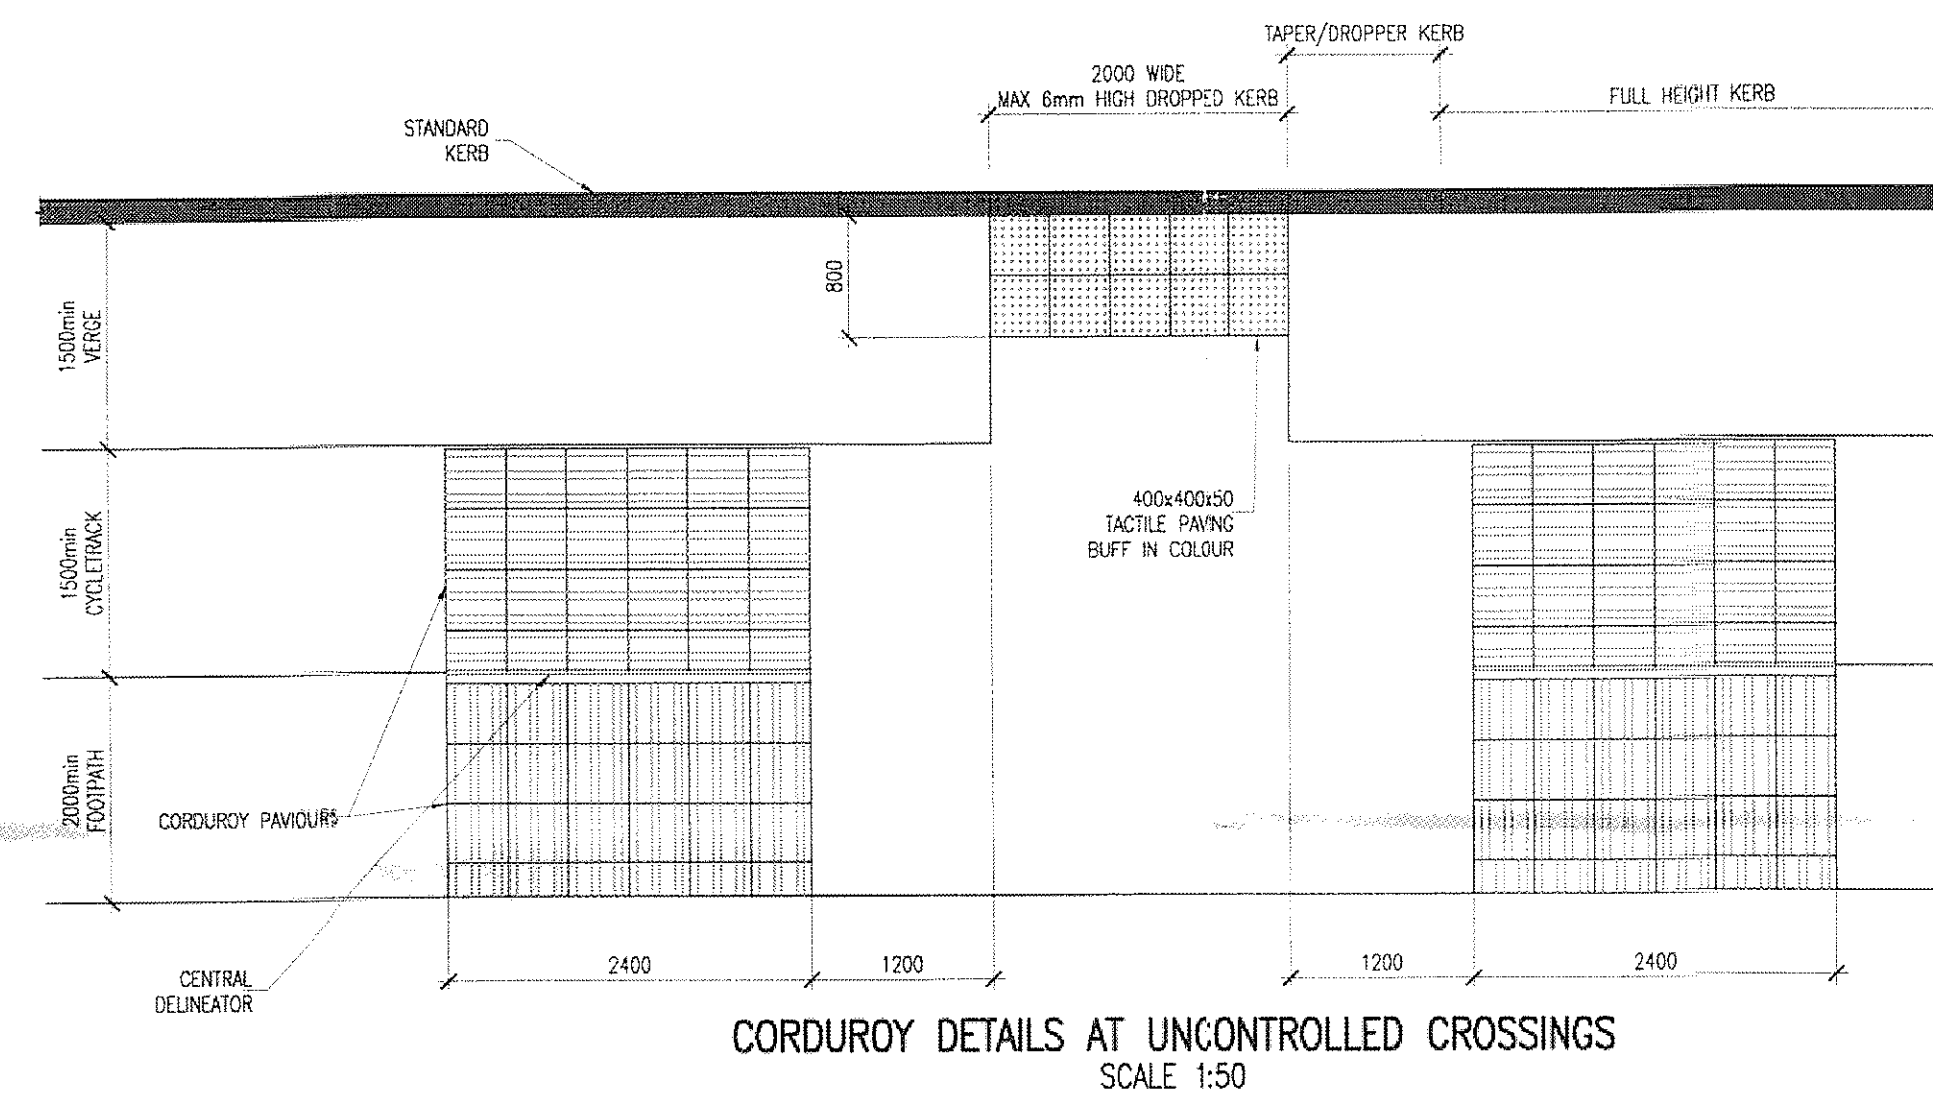 TAPER/DROPPER KERB
2000 WIDE
MAX 6mm HIGH DROPPED KERB
FULL HEIGHT KERB
STANDARD
KERB
800
1500min
VERGE
400x400x50
TACTILE PAVING
BUFF IN COLOUR
1500min
CYCLETRACK
2000min
FOOTPATH
CORDUROY PAVIOURS
CENTRAL
DELINEATOR
2400
1200
1200
2400
CORDUROY DETAILS AT UNCONTROLLED CROSSINGS
SCALE 1:50